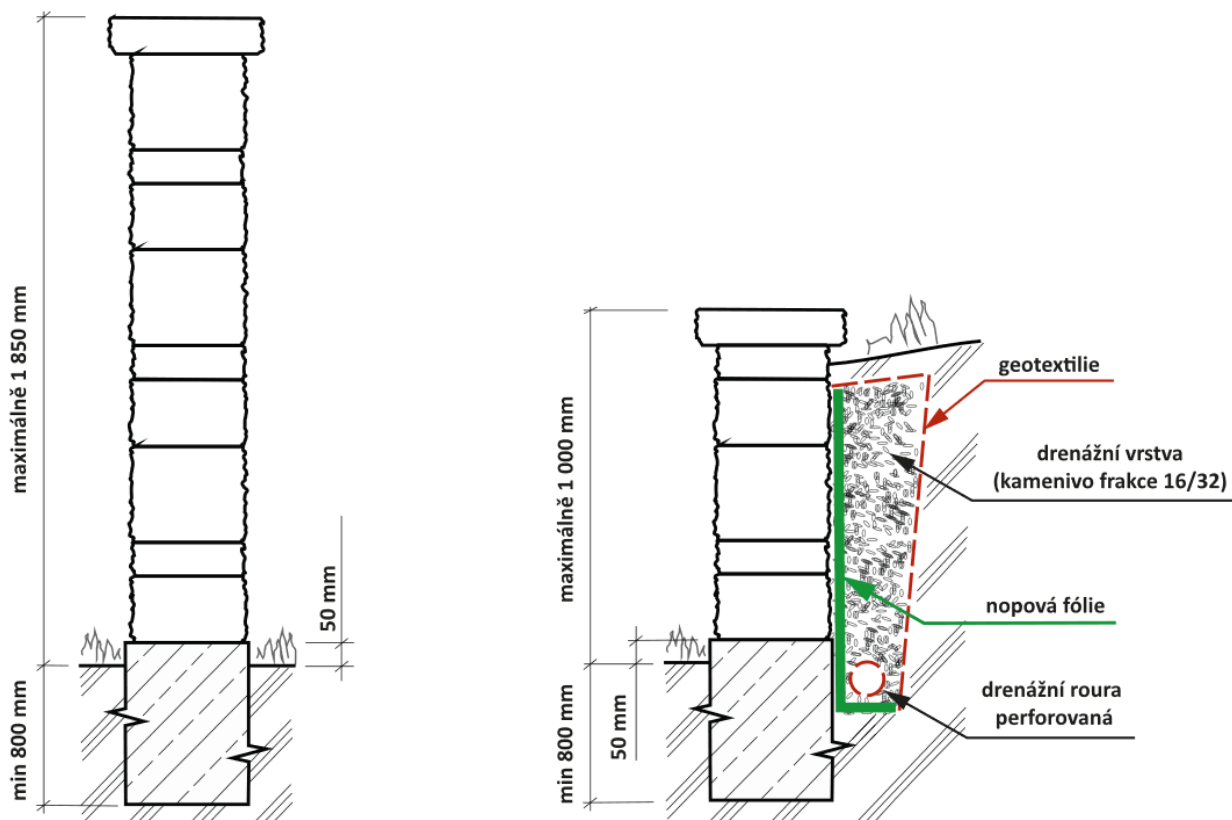 maximálně 1 850 mm
50 mm
min 800 mm
maximálně 1 000 mm
50 mm
min 800 mm
geotextilie
drenážní vrstva
(kamenivo frakce 16/32)
nopová fólie
drenážní roura
perforovaná